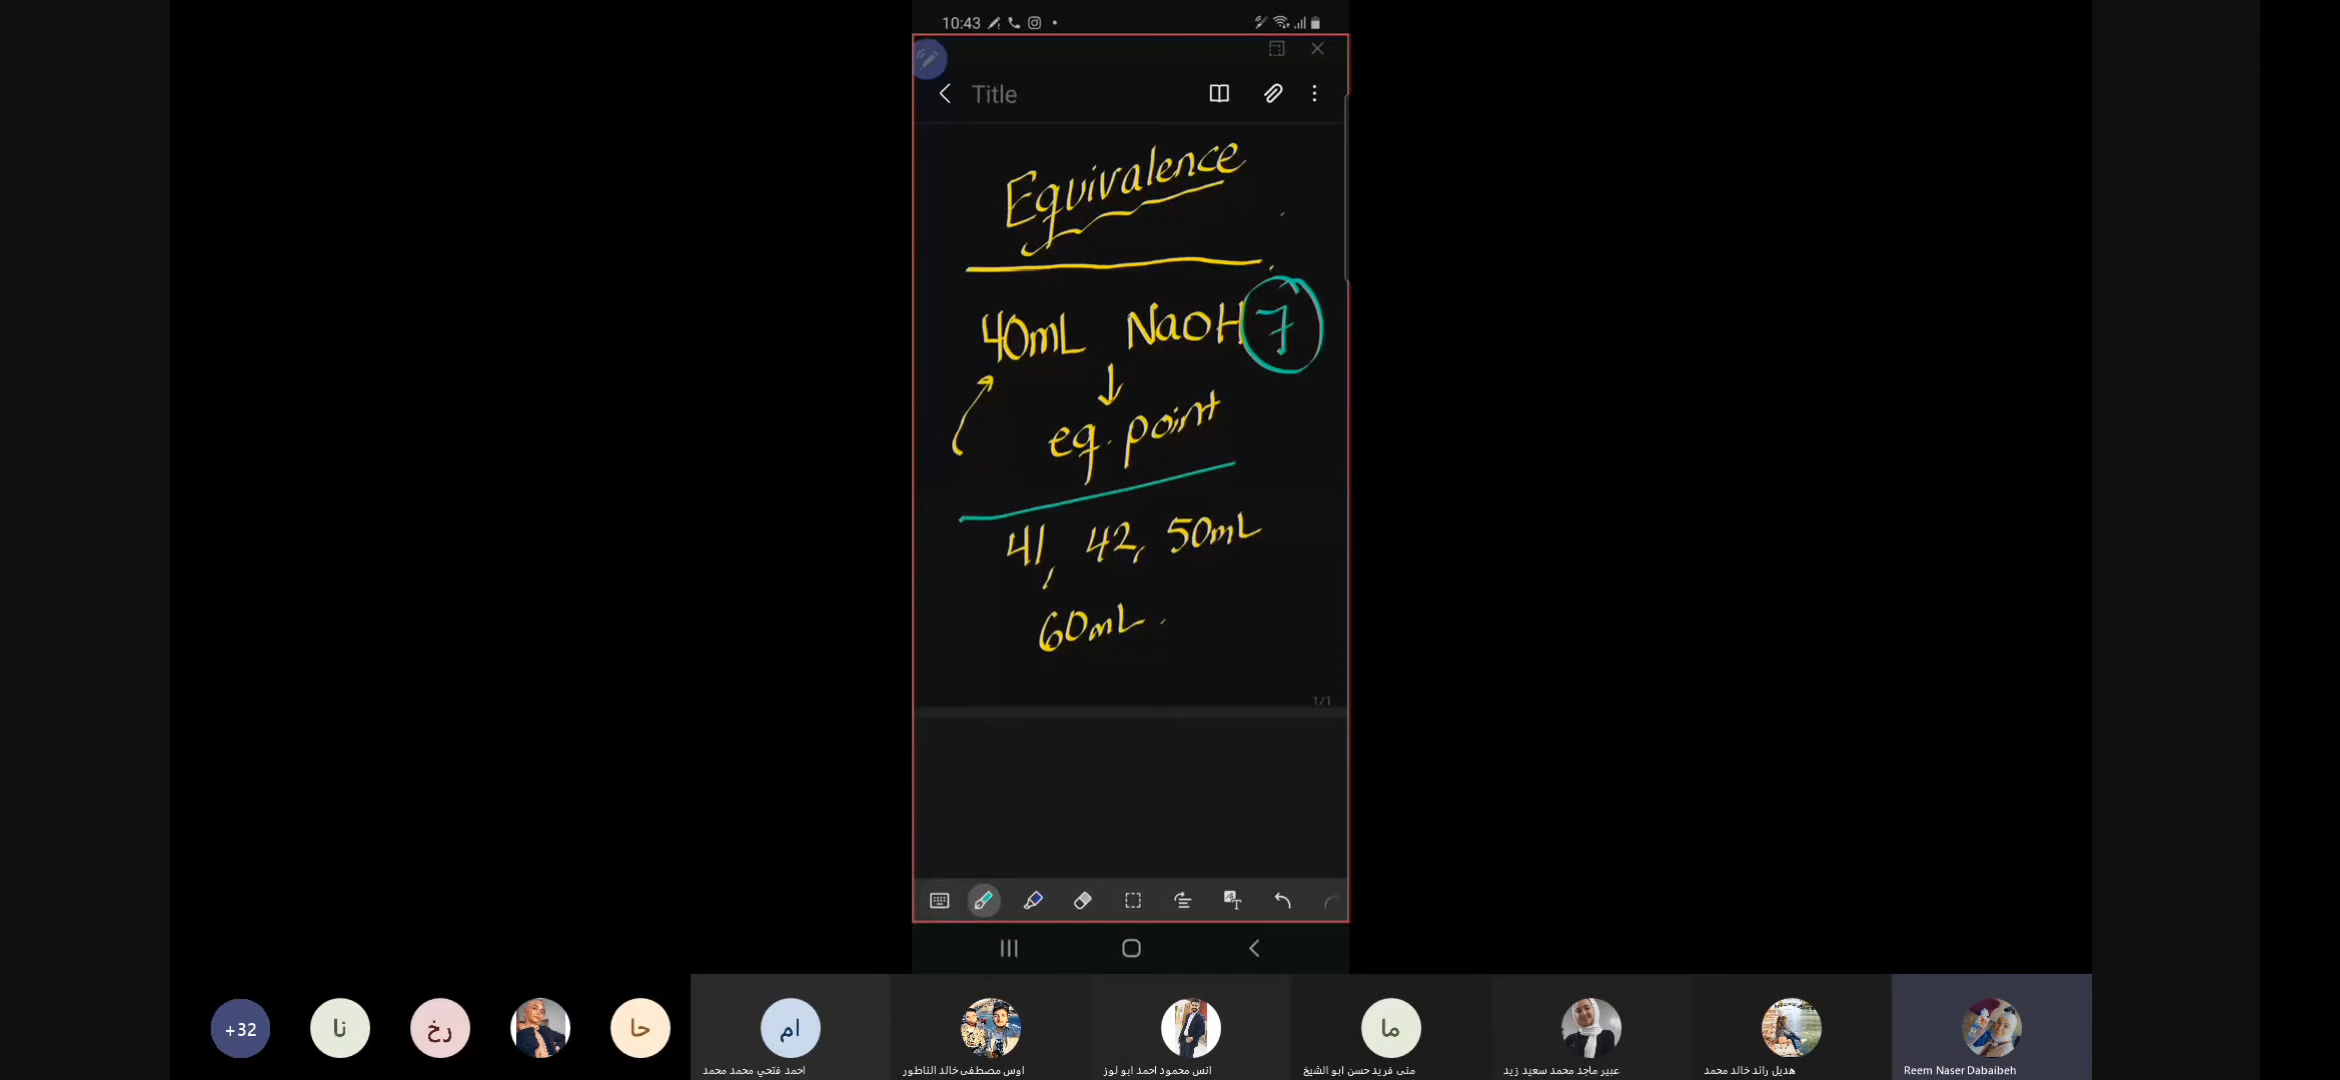 10:43
Title
Equivalence
40mL NaOH 7
eq. point
41, 42, 50mL
60mL.
1/1
+32
نا
رخ
حا
ام
ما
احمد فتحي محمد محمد
اوس مصطفى خالد الناطور
انس محمود احمد ابو لوز
منى فريد حسن ابو الشيخ
عبير ماجد محمد سعيد زيد
هديل رائد خالد محمد
Reem Naser Dabaibeh